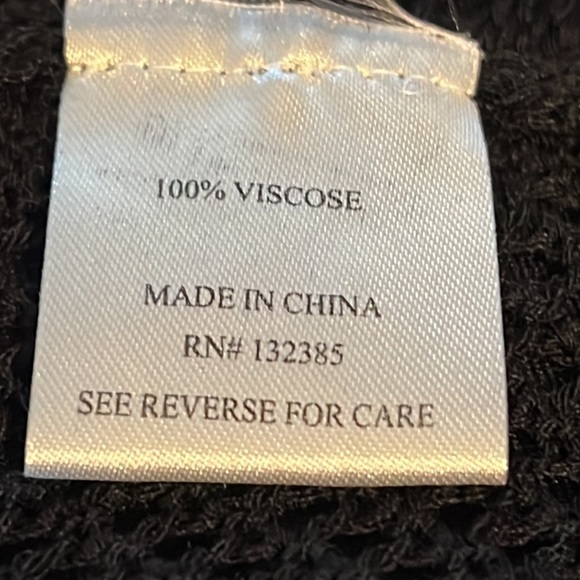 100% VISCOSE
MADE IN CHINA
RN# 132385
SEE REVERSE FOR CARE